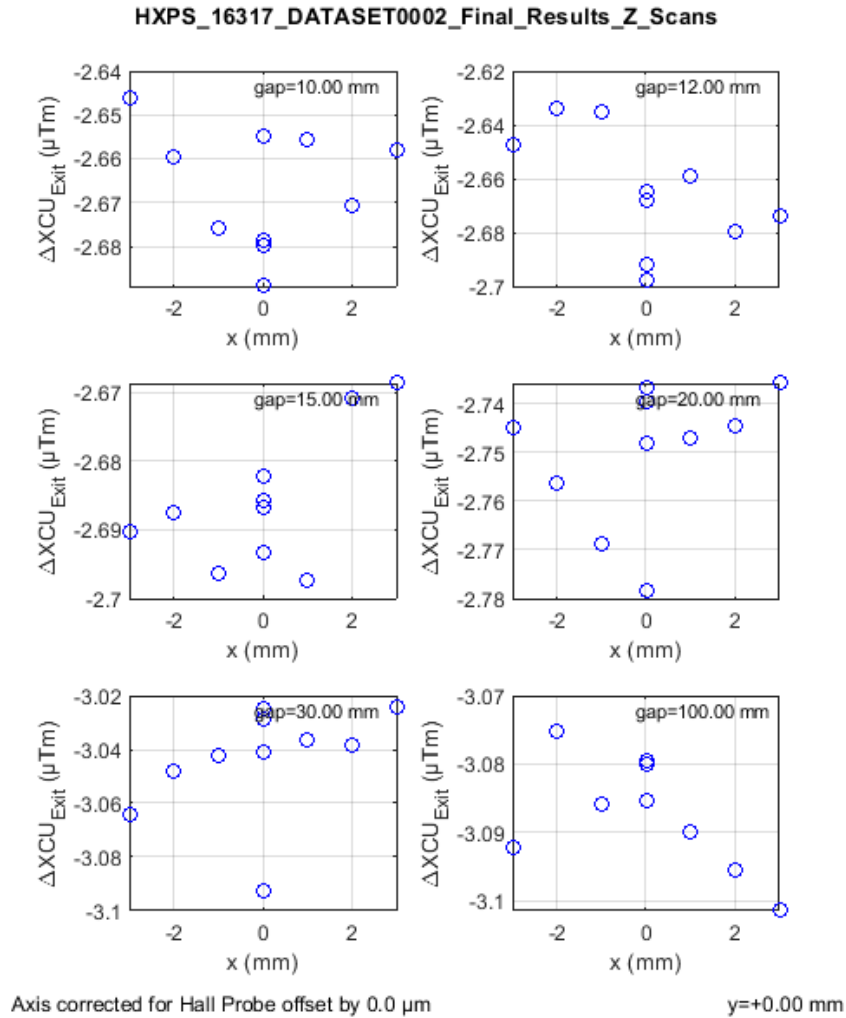 HXPS_16317_DATASET0002_Final_Results_Z_Scans
gap=10.00 mm
-2.64
-2.65
-2.66
-2.67
-2.68
ΔXCU_Exit (µTm)
-2 0 2
x (mm)
gap=12.00 mm
-2.62
-2.64
-2.66
-2.68
-2.7
ΔXCU_Exit (µTm)
-2 0 2
x (mm)
gap=15.00 mm
-2.67
-2.68
-2.69
-2.7
ΔXCU_Exit (µTm)
-2 0 2
x (mm)
gap=20.00 mm
-2.74
-2.75
-2.76
-2.77
-2.78
ΔXCU_Exit (µTm)
-2 0 2
x (mm)
gap=30.00 mm
-3.02
-3.04
-3.06
-3.08
-3.1
ΔXCU_Exit (µTm)
-2 0 2
x (mm)
gap=100.00 mm
-3.07
-3.08
-3.09
-3.1
ΔXCU_Exit (µTm)
-2 0 2
x (mm)
Axis corrected for Hall Probe offset by 0.0 µm
y=+0.00 mm